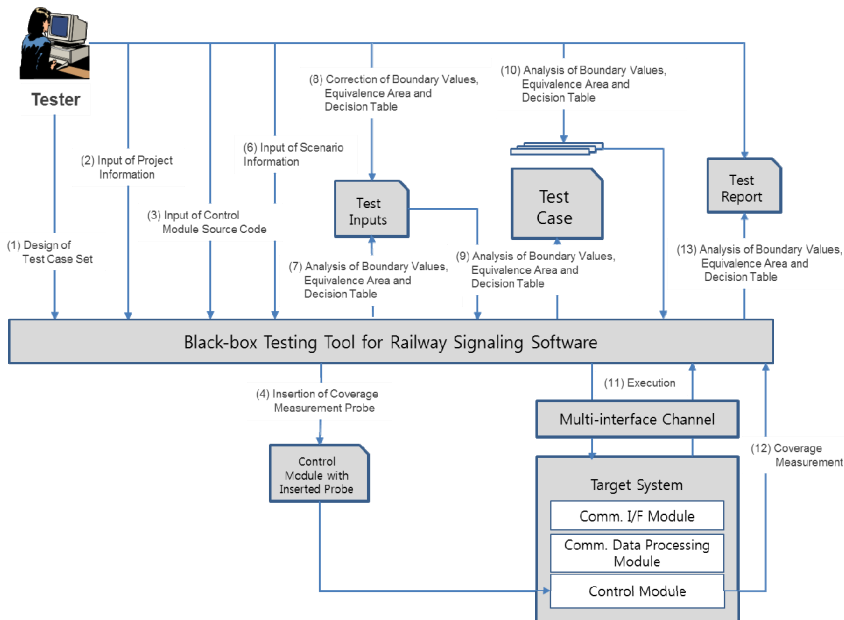 Tester
(1) Design of
Test Case Set
(2) Input of Project
Information
(3) Input of Control
Module Source Code
(6) Input of Scenario
Information
(8) Correction of Boundary Values,
Equivalence Area and
Decision Table
(10) Analysis of Boundary Values,
Equivalence Area and
Decision Table
Test
Inputs
Test
Case
Test
Report
(7) Analysis of Boundary Values,
Equivalence Area and
Decision Table
(9) Analysis of Boundary Values,
Equivalence Area and
Decision Table
(13) Analysis of Boundary Values,
Equivalence Area and
Decision Table
Black-box Testing Tool for Railway Signaling Software
(4) Insertion of Coverage
Measurement Probe
(11) Execution
Multi-interface Channel
(12) Coverage
Measurement
Control
Module with
Inserted Probe
Target System
Comm. I/F Module
Comm. Data Processing
Module
Control Module